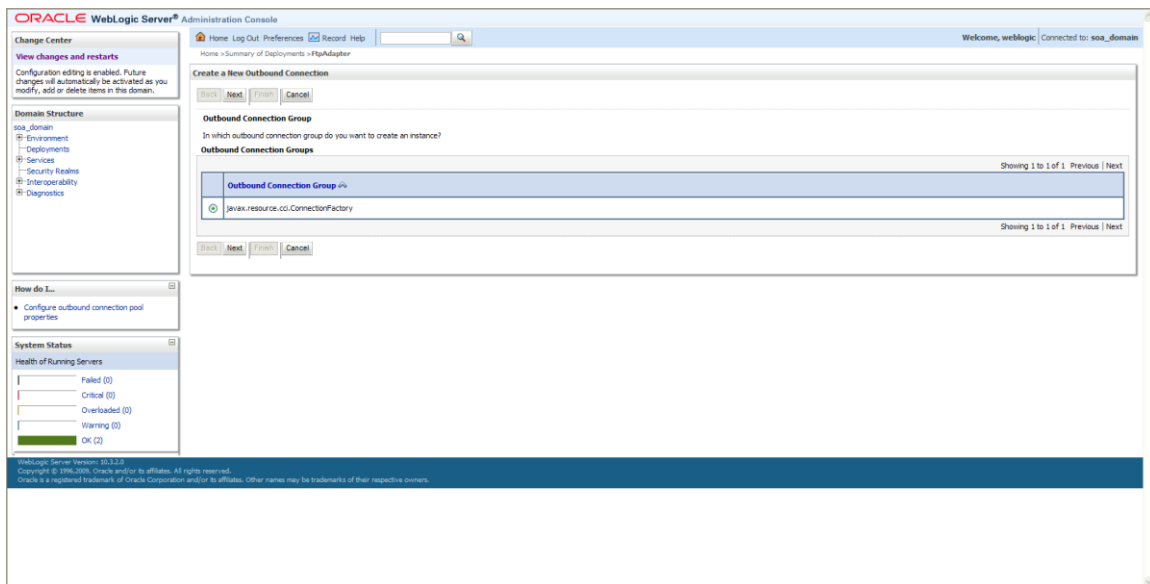 ORACLE WebLogic Server® Administration Console
Change Center
View changes and restarts
Configuration editing is enabled. Future
changes will automatically be activated as you
modify, add or delete items in this domain.
Domain Structure
soa_domain
Environment
Deployments
Services
Security Realms
Interoperability
Diagnostics
How do I...
Configure outbound connection pool
properties
System Status
Health of Running Servers
Failed (0)
Critical (0)
Overloaded (0)
Warning (0)
OK (2)
Home Log Out Preferences Record Help
Welcome, weblogic Connected to: soa_domain
Home >Summary of Deployments >FtpAdapter
Create a New Outbound Connection
Back Next Finish Cancel
Outbound Connection Group
In which outbound connection group do you want to create an instance?
Outbound Connection Groups
Showing 1 to 1 of 1 Previous | Next
Outbound Connection Group
javax.resource.cci.ConnectionFactory
Showing 1 to 1 of 1 Previous | Next
Back Next Finish Cancel
WebLogic Server Version: 10.3.2.0
Copyright © 1996,2009, Oracle and/or its affiliates. All rights reserved.
Oracle is a registered trademark of Oracle Corporation and/or its affiliates. Other names may be trademarks of their respective owners.